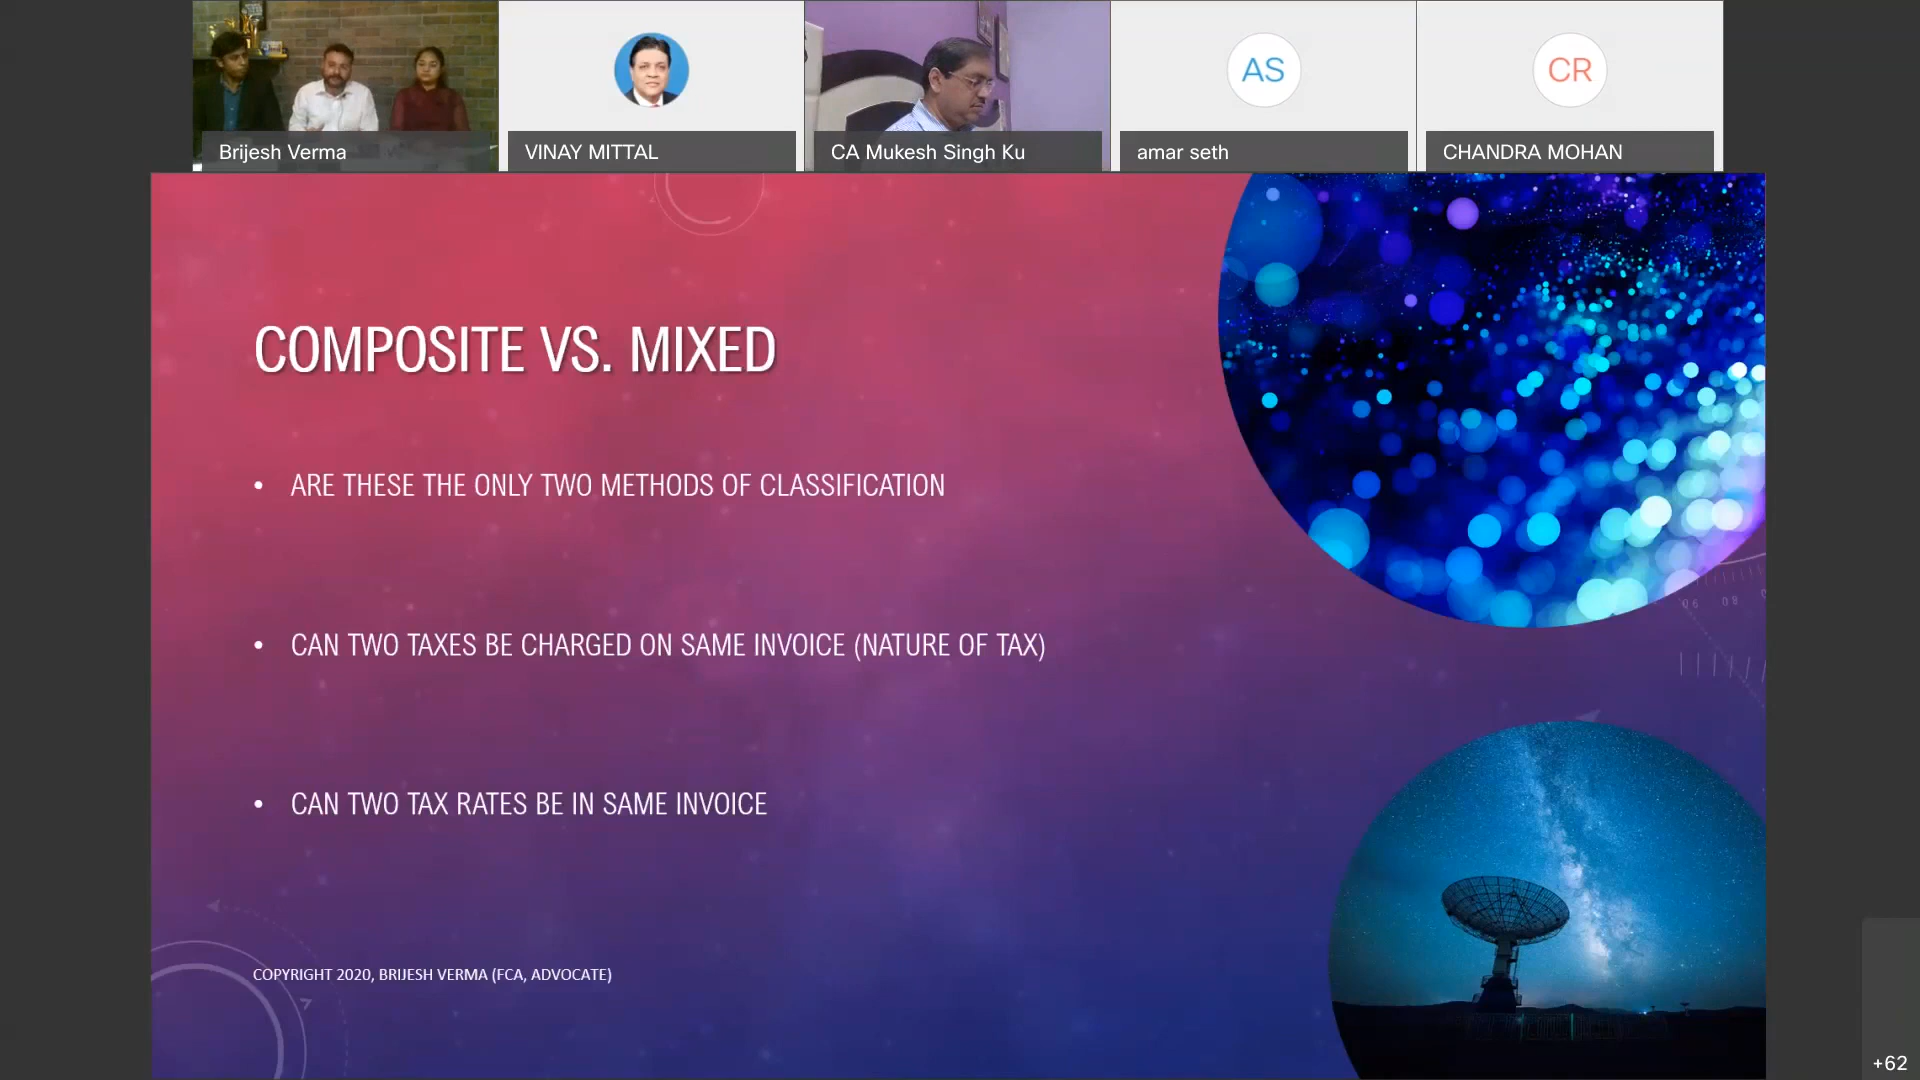 Brijesh Verma
VINAY MITTAL
CA Mukesh Singh Ku
AS
amar seth
CR
CHANDRA MOHAN
COMPOSITE VS. MIXED
• ARE THESE THE ONLY TWO METHODS OF CLASSIFICATION
• CAN TWO TAXES BE CHARGED ON SAME INVOICE (NATURE OF TAX)
• CAN TWO TAX RATES BE IN SAME INVOICE
COPYRIGHT 2020, BRIJESH VERMA (FCA, ADVOCATE)
+62